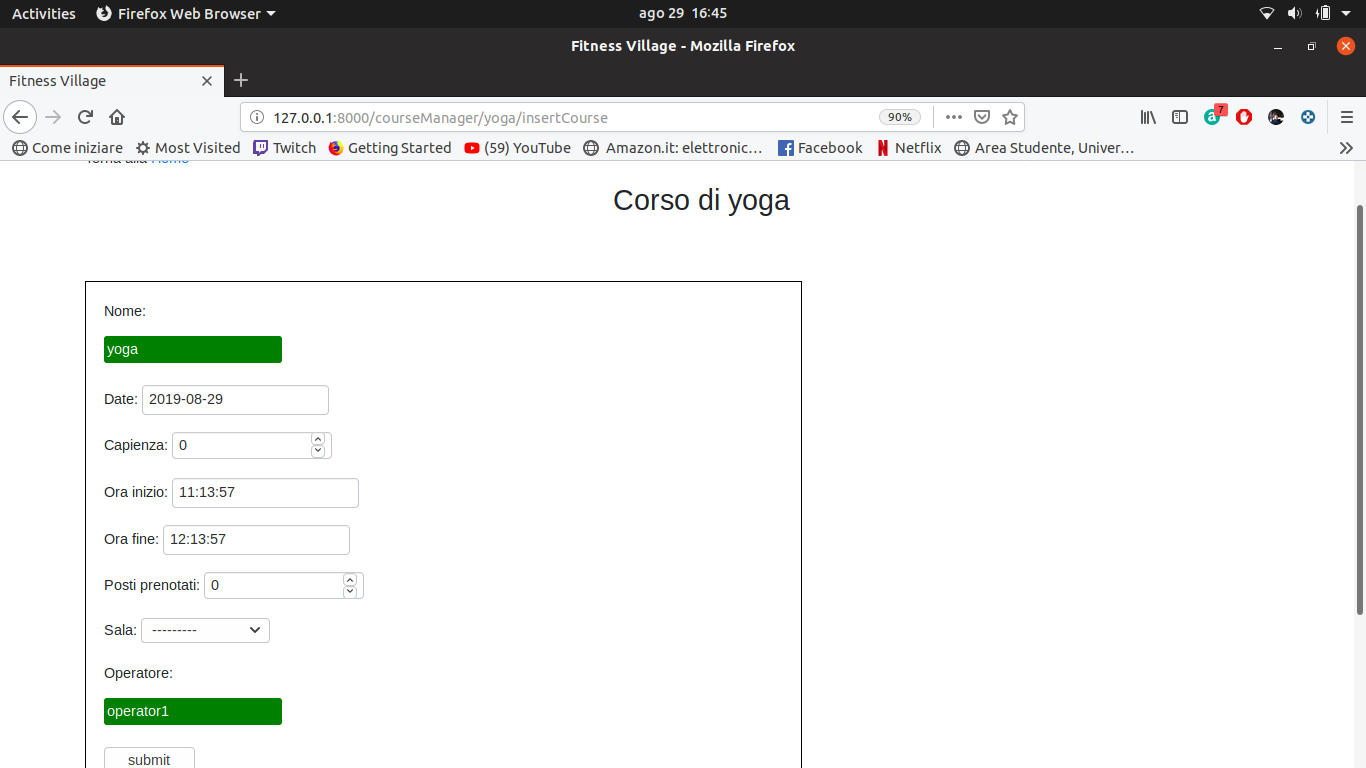 Activities Firefox Web Browser ago 29 16:45
Fitness Village - Mozilla Firefox
Fitness Village
127.0.0.1:8000/courseManager/yoga/insertCourse 90% 7
Come iniziare Most Visited Twitch Getting Started (59) YouTube Amazon.it: elettronic… Facebook Netflix Area Studente, Univer…
Torna alla Home
Corso di yoga
Nome:
yoga
Date: 2019-08-29
Capienza: 0
Ora inizio: 11:13:57
Ora fine: 12:13:57
Posti prenotati: 0
Sala: ---------
Operatore:
operator1
submit